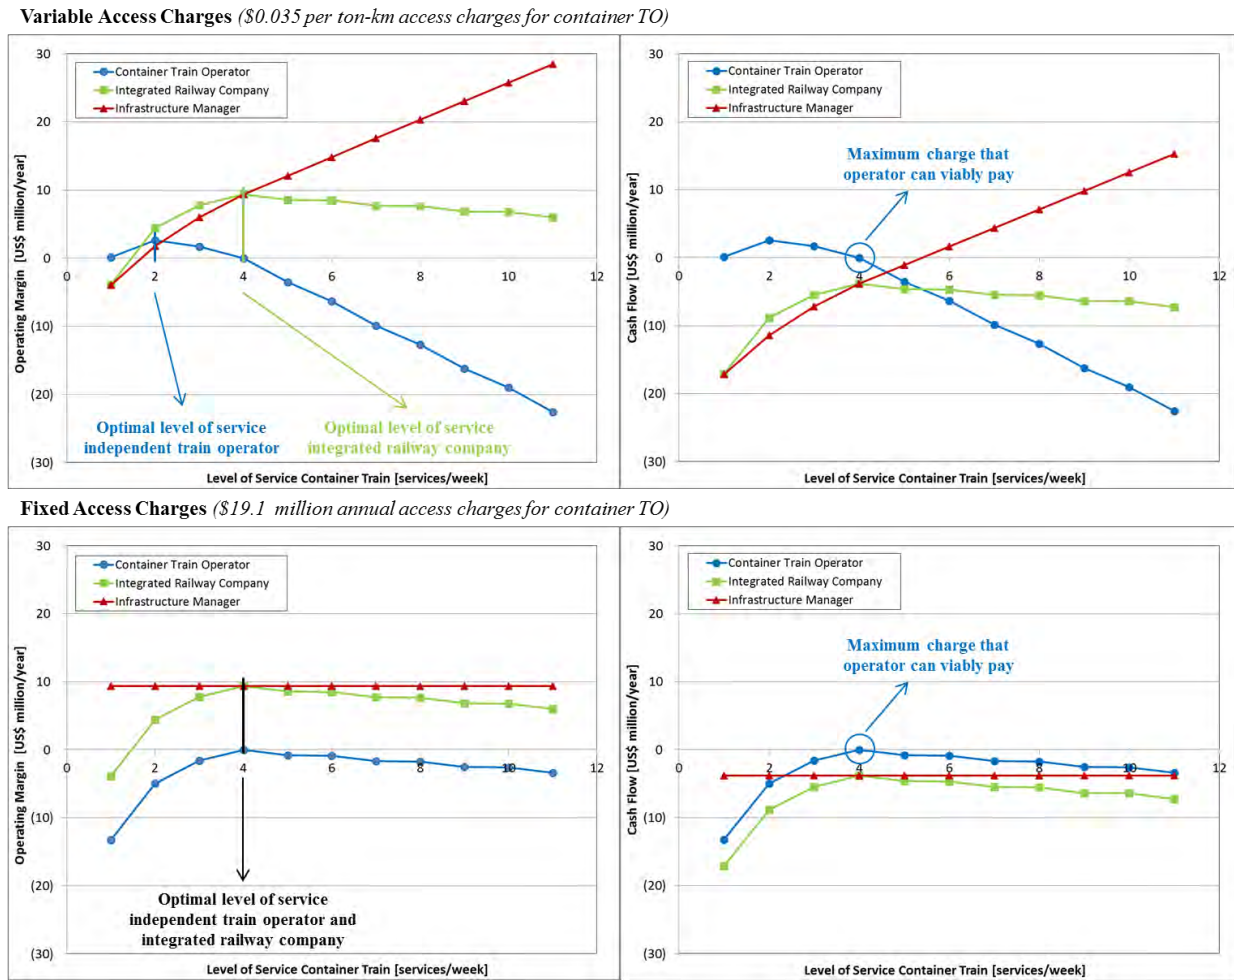 Variable Access Charges ($0.035 per ton-km access charges for container TO)
30
20
10
0
(10)
(20)
(30)
Operating Margin [US$ million/year]
Container Train Operator
Integrated Railway Company
Infrastructure Manager
0
2
4
6
8
10
12
Optimal level of service
independent train operator
Optimal level of service
integrated railway company
Level of Service Container Train [services/week]
30
20
10
0
(10)
(20)
(30)
Cash Flow [US$ million/year]
Container Train Operator
Integrated Railway Company
Infrastructure Manager
Maximum charge that
operator can viably pay
0
2
4
6
8
10
12
Level of Service Container Train [services/week]
Fixed Access Charges ($19.1 million annual access charges for container TO)
30
20
10
0
(10)
(20)
(30)
Operating Margin [US$ million/year]
Container Train Operator
Integrated Railway Company
Infrastructure Manager
0
2
4
6
8
10
12
Optimal level of service
independent train operator and
integrated railway company
Level of Service Container Train [services/week]
30
20
10
0
(10)
(20)
(30)
Cash Flow [US$ million/year]
Container Train Operator
Integrated Railway Company
Infrastructure Manager
Maximum charge that
operator can viably pay
0
2
4
6
8
10
12
Level of Service Container Train [services/week]